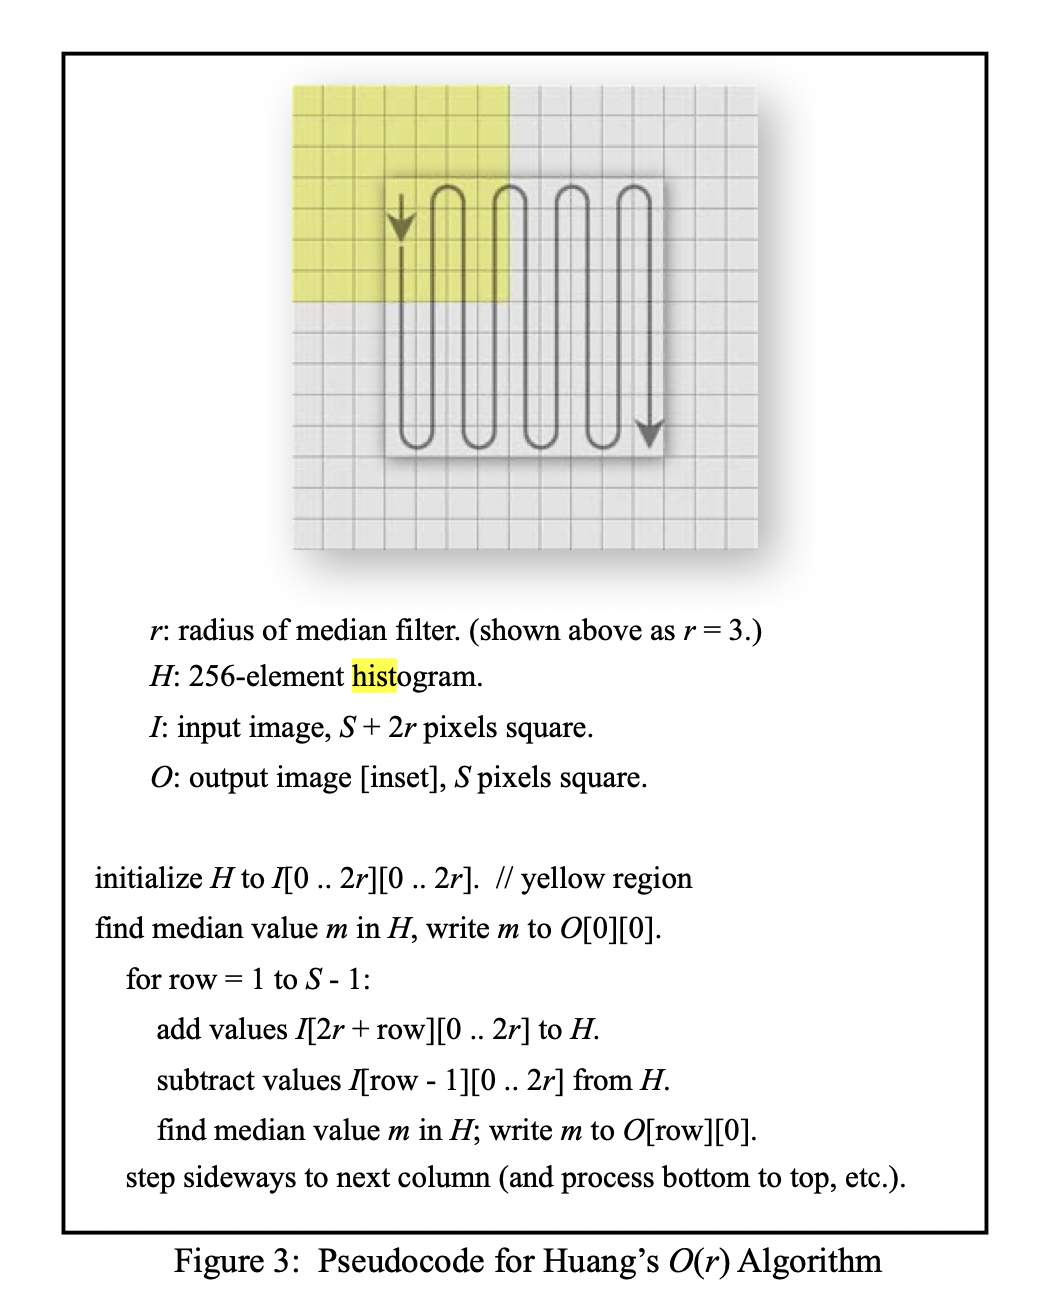 r: radius of median filter. (shown above as r = 3.)
H: 256-element histogram.
I: input image, S + 2r pixels square.
O: output image [inset], S pixels square.
initialize H to I[0 .. 2r][0 .. 2r].  // yellow region
find median value m in H, write m to O[0][0].
for row = 1 to S - 1:
add values I[2r + row][0 .. 2r] to H.
subtract values I[row - 1][0 .. 2r] from H.
find median value m in H; write m to O[row][0].
step sideways to next column (and process bottom to top, etc.).
Figure 3:  Pseudocode for Huang’s O(r) Algorithm